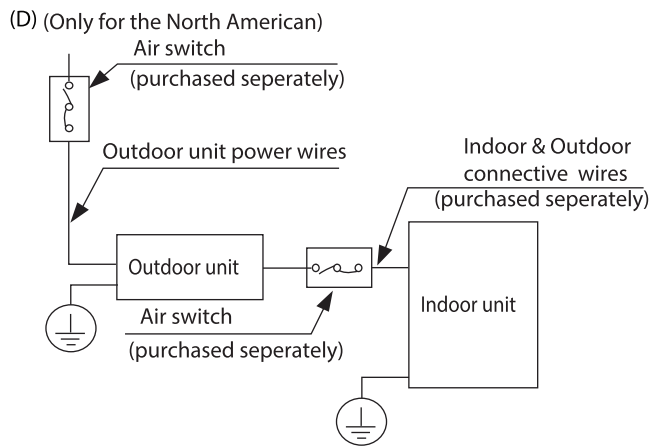 (D) (Only for the North American)
Air switch
(purchased seperately)
Outdoor unit power wires
Indoor & Outdoor
connective wires
(purchased seperately)
Outdoor unit
Indoor unit
Air switch
(purchased seperately)